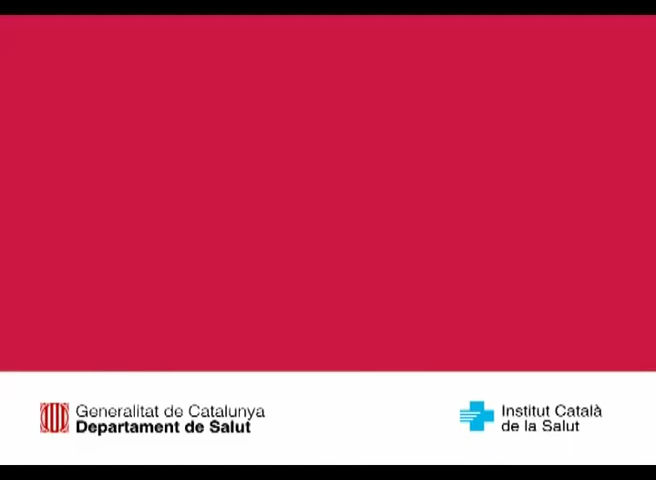 Generalitat de Catalunya
Departament de Salut
Institut Català
de la Salut